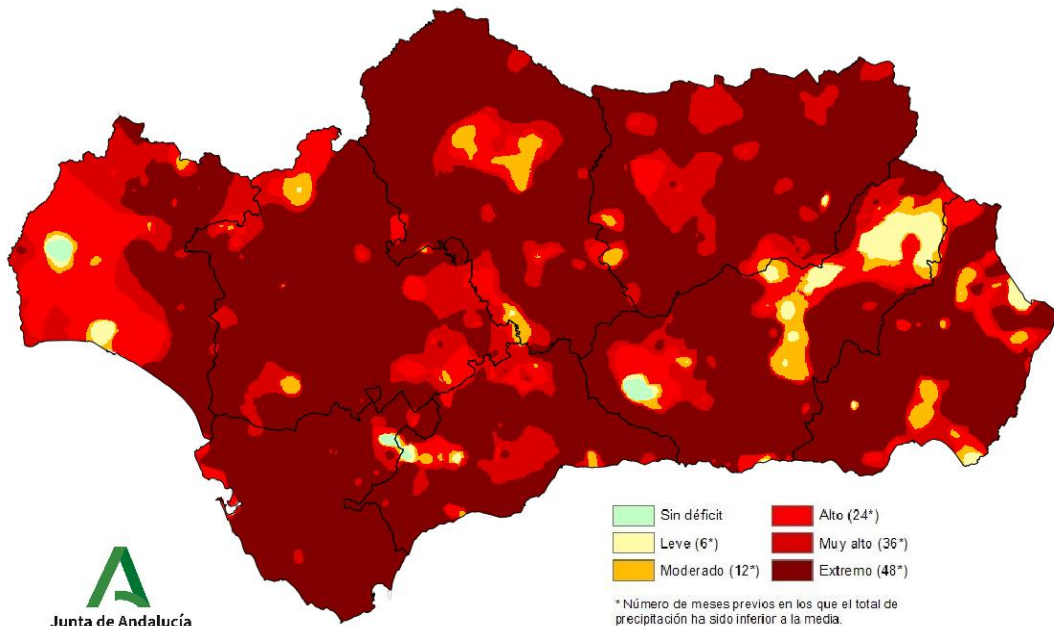 Sin déficit
Leve (6*)
Moderado (12*)
Alto (24*)
Muy alto (36*)
Extremo (48*)
* Número de meses previos en los que el total de
precipitación ha sido inferior a la media.
Junta de Andalucía